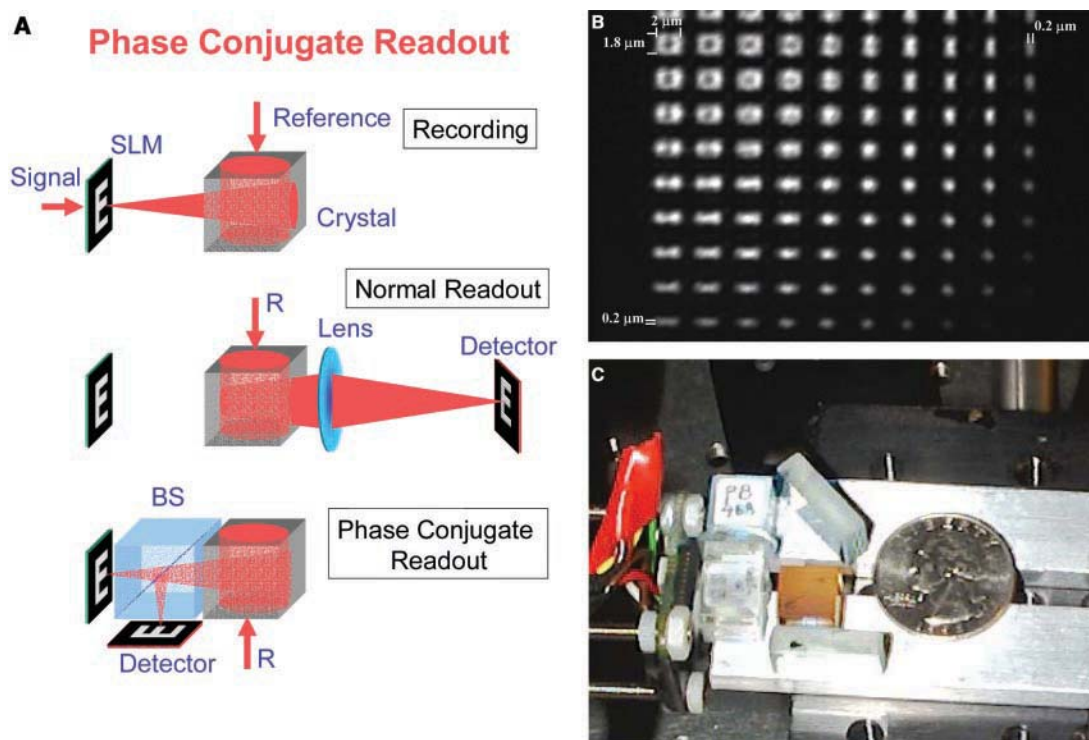 A
Phase Conjugate Readout
Reference
Recording
SLM
Signal
Crystal
Normal Readout
R
Lens
Detector
BS
Phase Conjugate
Readout
Detector
R
E
E
E
E
E
B
2 μm
0.2 μm
1.8 μm
0.2 μm
C
PB